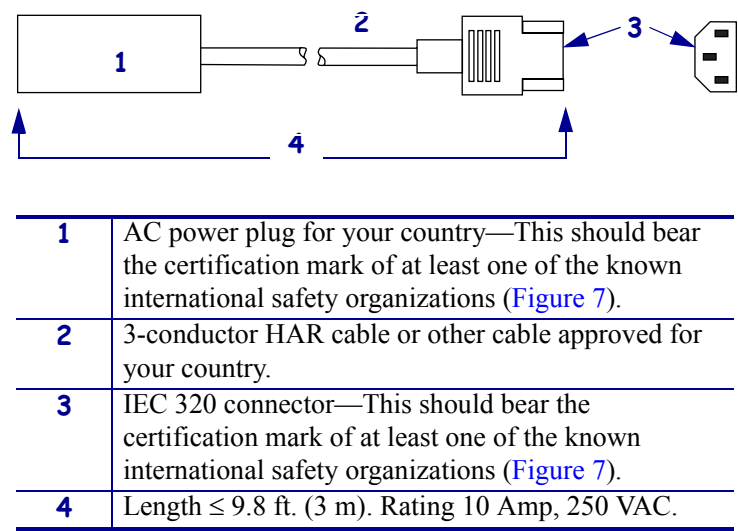 1
2
3
4
1 AC power plug for your country—This should bear
the certification mark of at least one of the known
international safety organizations (Figure 7).
2 3-conductor HAR cable or other cable approved for
your country.
3 IEC 320 connector—This should bear the
certification mark of at least one of the known
international safety organizations (Figure 7).
4 Length ≤ 9.8 ft. (3 m). Rating 10 Amp, 250 VAC.